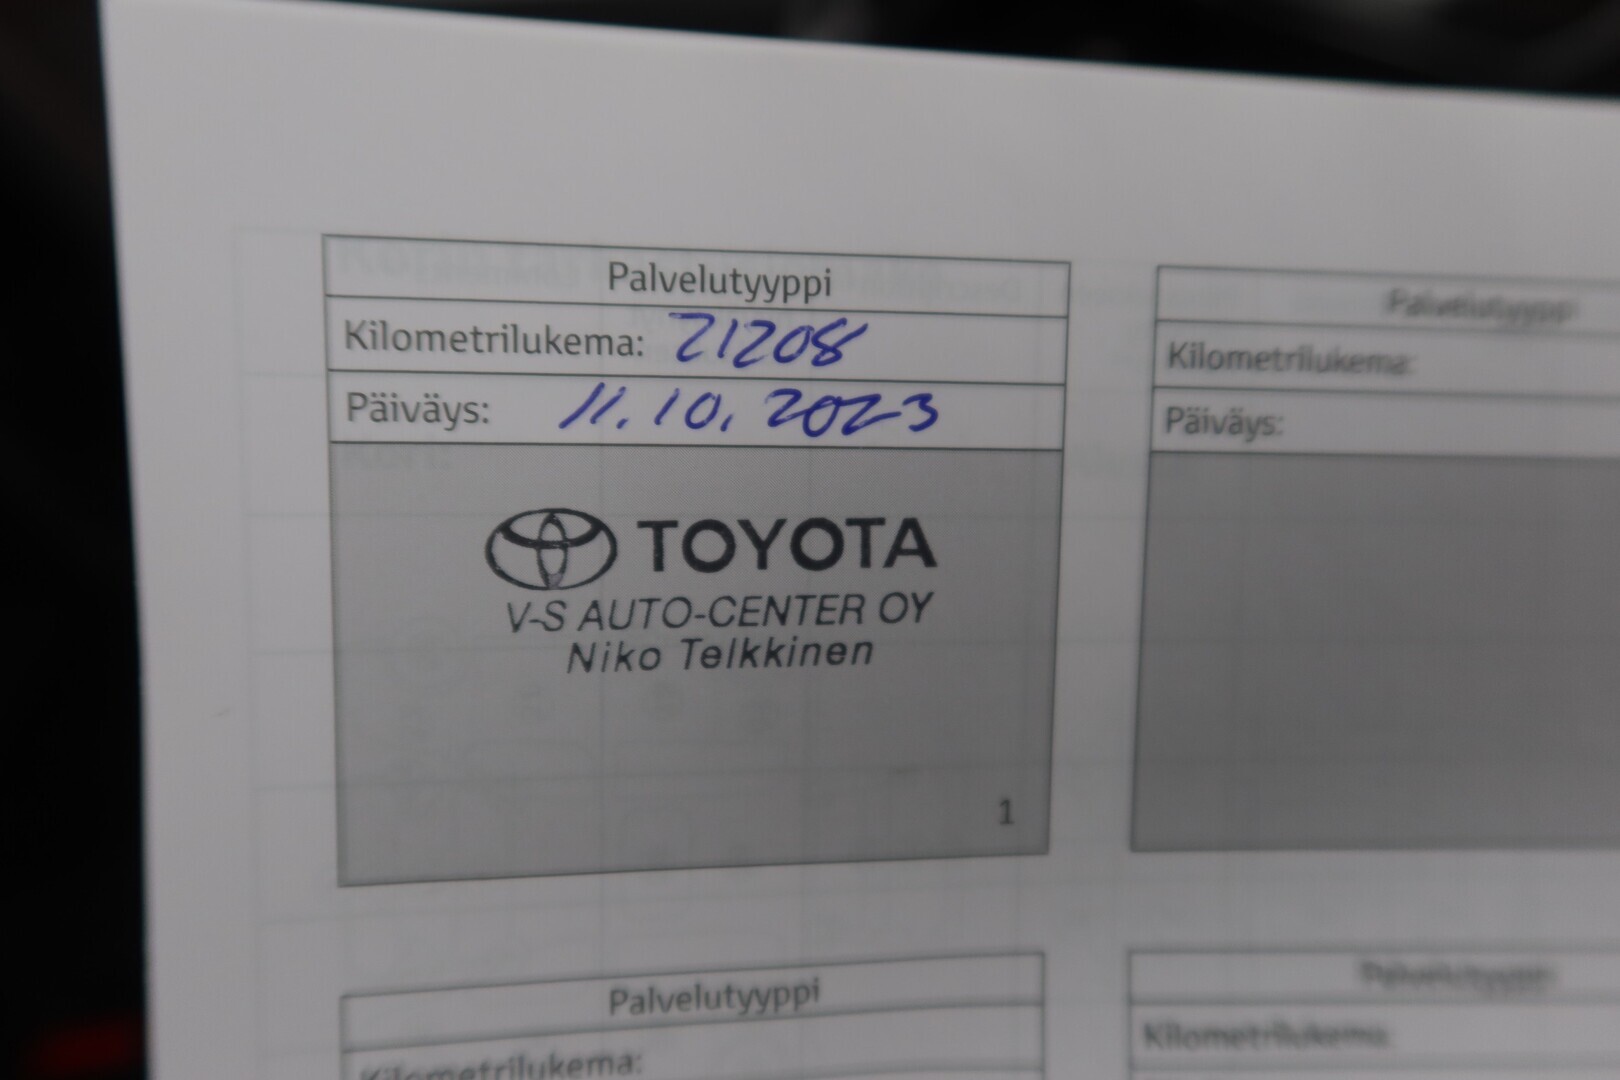 Palvelutyyppi
Kilometrilukema: 21208
Päiväys: 11.10.2023
TOYOTA
V-S AUTO-CENTER OY
Niko Telkkinen
1
Palvelutyyppi
Kilometrilukema:
Päiväys:
Palvelutyyppi
Kilometrilukema:
Palvelutyyppi
Kilometrilukema: